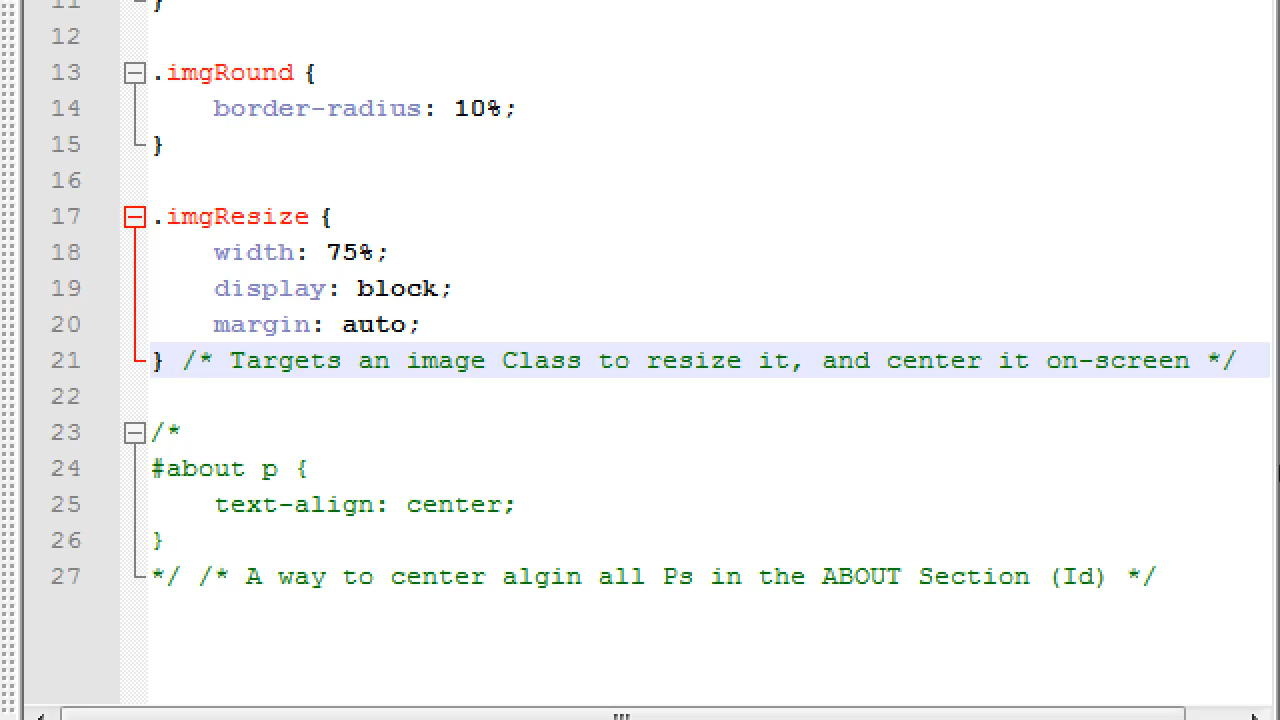 11 }
12
13 .imgRound {
14 border-radius: 10%;
15 }
16
17 .imgResize {
18 width: 75%;
19 display: block;
20 margin: auto;
21 } /* Targets an image Class to resize it, and center it on-screen */
22
23 /*
24 #about p {
25 text-align: center;
26 }
27 */ /* A way to center algin all Ps in the ABOUT Section (Id) */